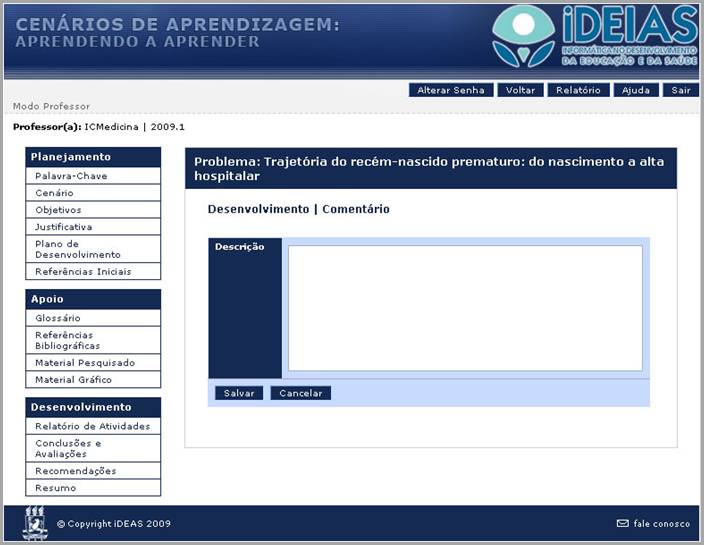 CENÁRIOS DE APRENDIZAGEM:
APRENDENDO A APRENDER
iDEIAS
INFORMÁTICA NO DESENVOLVIMENTO
DA EDUCAÇÃO E DA SAÚDE
Alterar Senha
Voltar
Relatório
Ajuda
Sair
Modo Professor
Professor(a): ICMedicina | 2009.1
Planejamento
Palavra-Chave
Cenário
Objetivos
Justificativa
Plano de
Desenvolvimento
Referências Iniciais
Apoio
Glossário
Referências
Bibliográficas
Material Pesquisado
Material Gráfico
Desenvolvimento
Relatório de Atividades
Conclusões e
Avaliações
Recomendações
Resumo
Problema: Trajetória do recém-nascido prematuro: do nascimento a alta
hospitalar
Desenvolvimento | Comentário
Descrição
Salvar
Cancelar
© Copyright iDEAS 2009
fale conosco